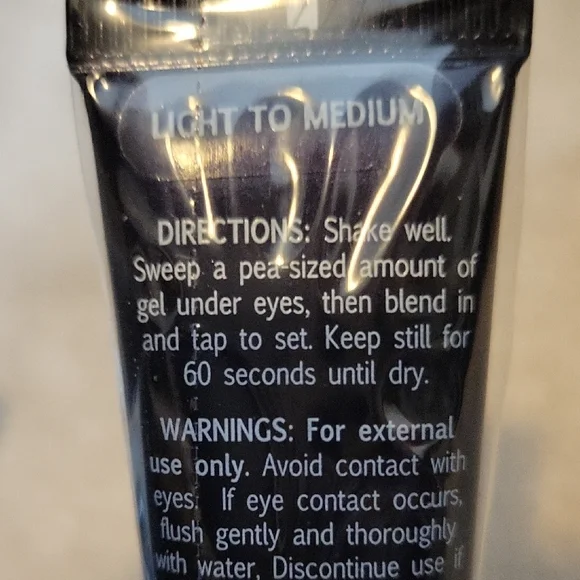 LIGHT TO MEDIUM
DIRECTIONS: Shake well.
Sweep a pea-sized amount of
gel under eyes, then blend in
and tap to set. Keep still for
60 seconds until dry.
WARNINGS: For external
use only. Avoid contact with
eyes. If eye contact occurs,
flush gently and thoroughly
with water, Discontinue use if